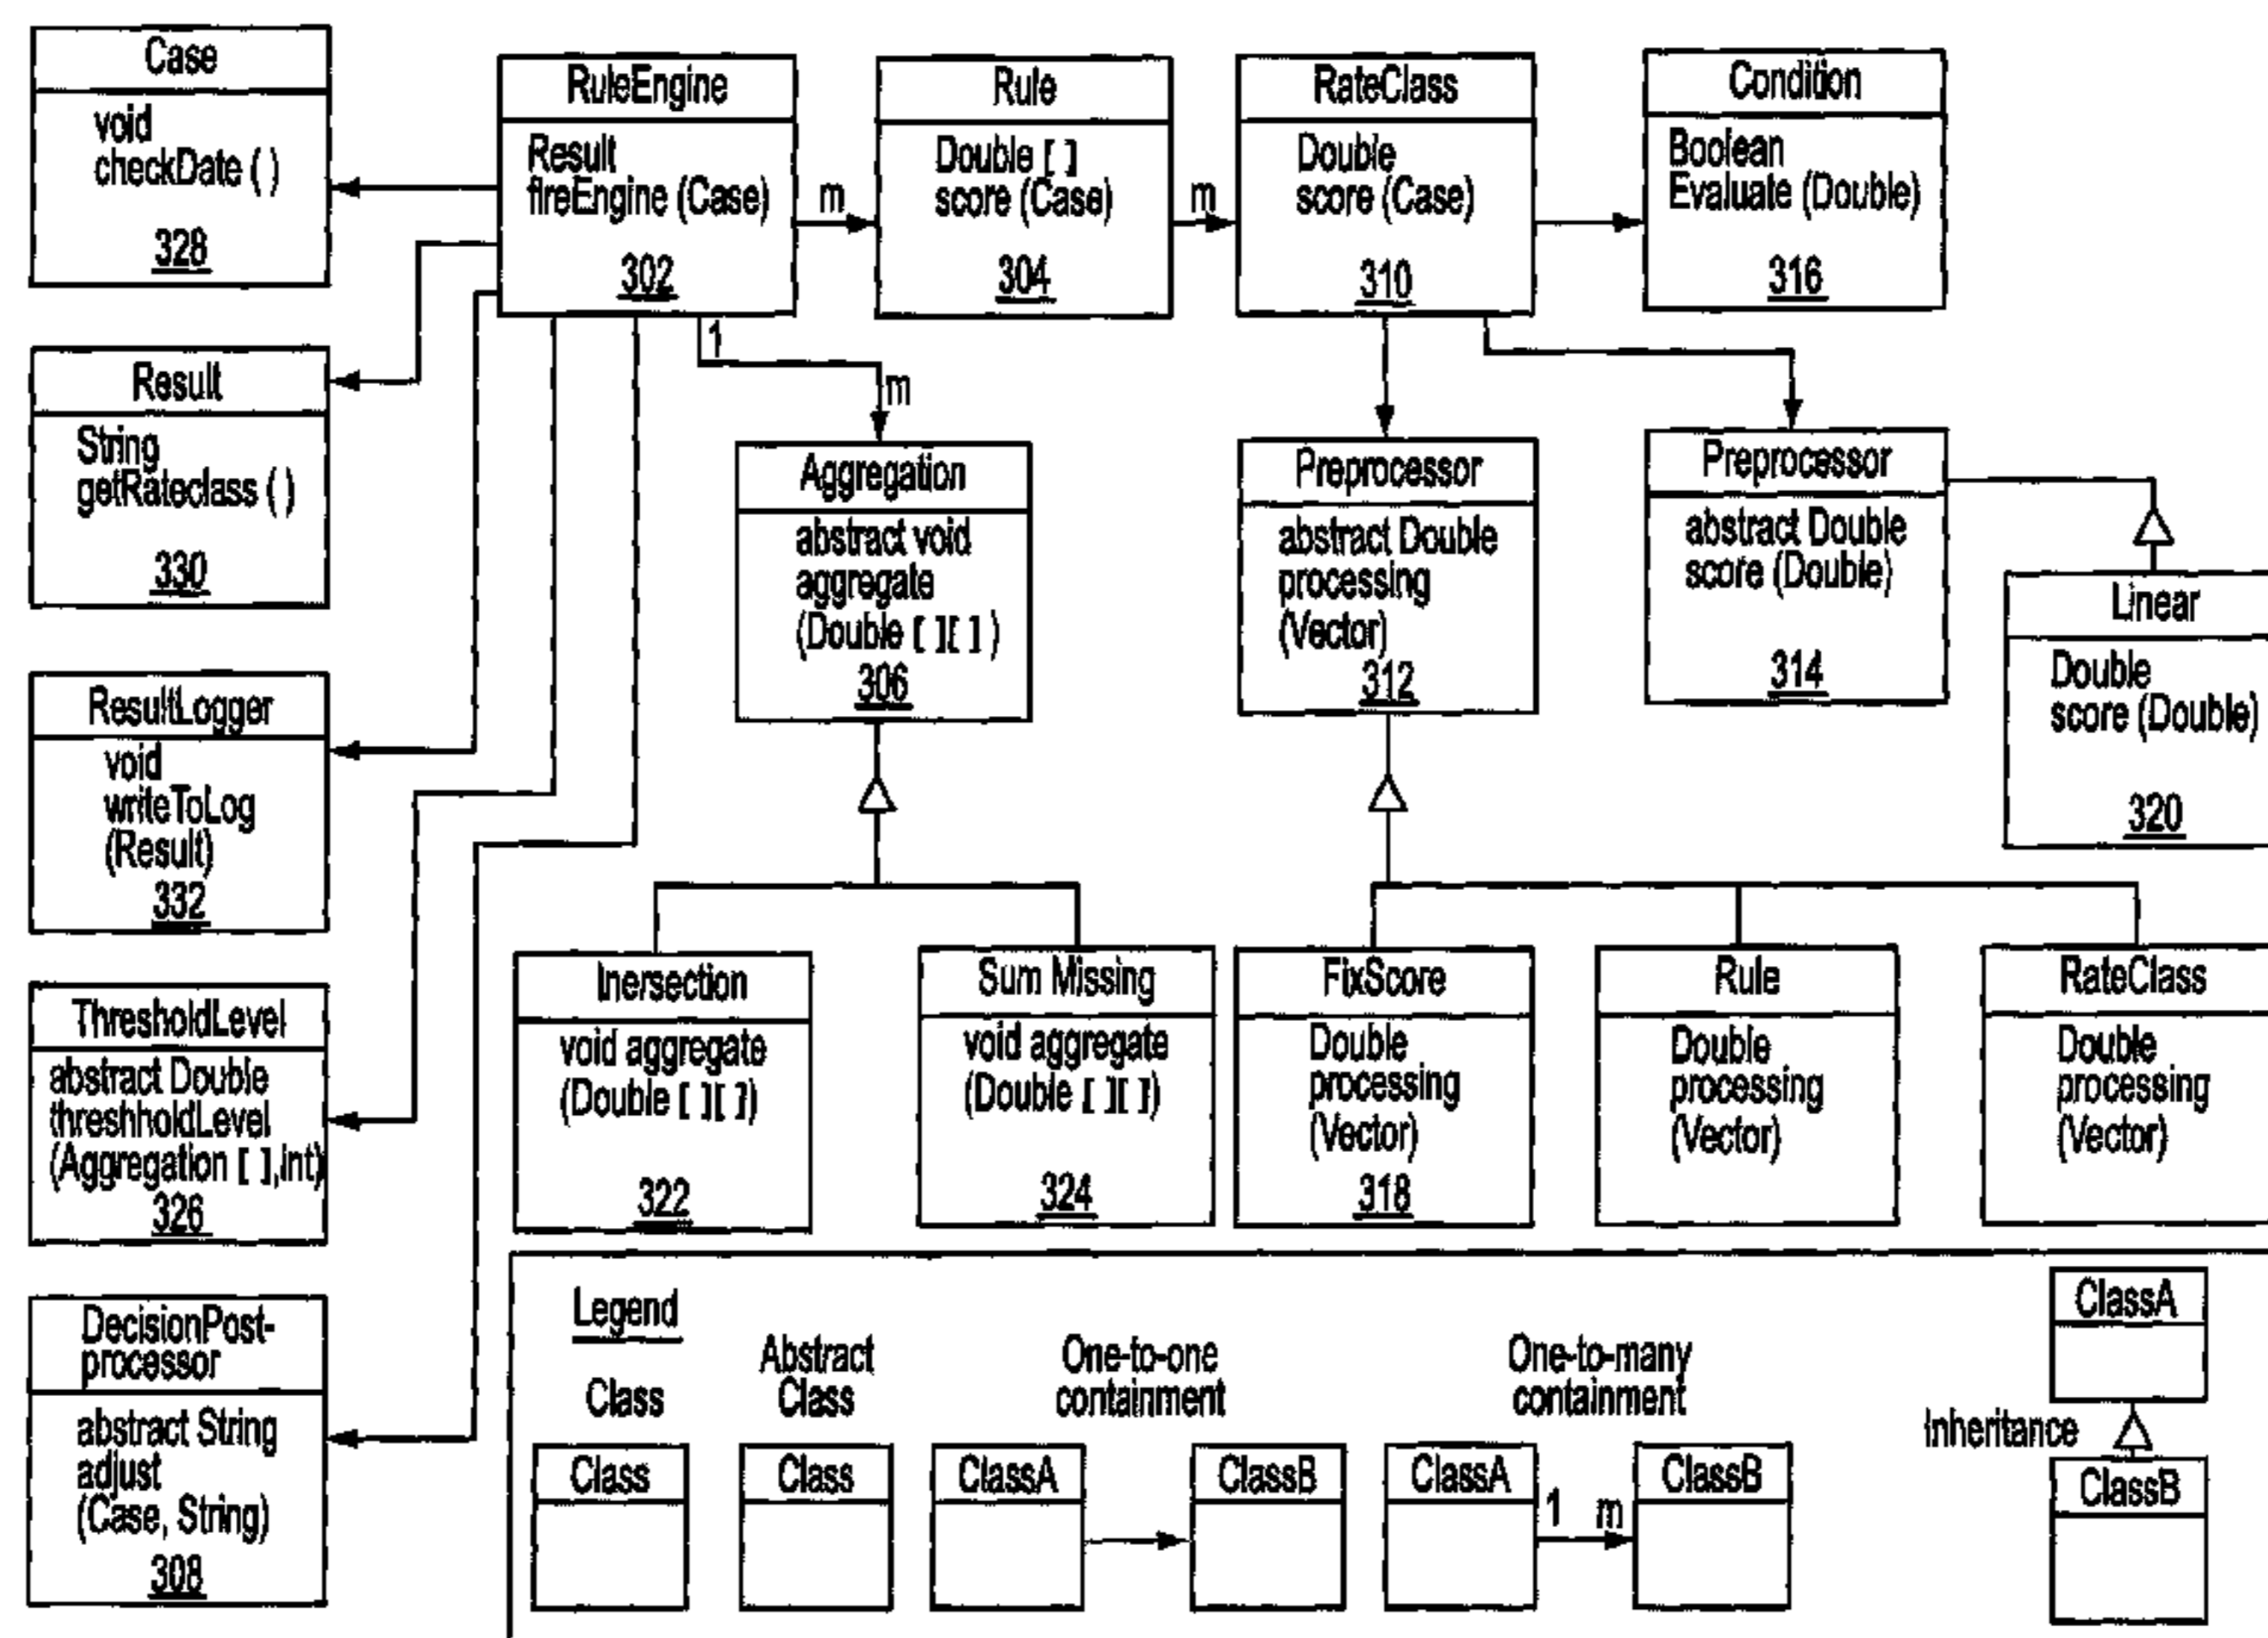 Case
void
checkDate ( )
328
RuleEngine
Result
fireEngine (Case)
302
m
Rule
Double [ ]
score (Case)
304
m
RateClass
Double
score (Case)
310
Condition
Boolean
Evaluate (Double)
316
1
m
Result
String
getRateclass ( )
330
Aggregation
abstract void
aggregate
(Double [ ][ ] )
306
Preprocessor
abstract Double
processing
(Vector)
312
Preprocessor
abstract Double
score (Double)
314
Linear
Double
score (Double)
320
ResultLogger
void
writeToLog
(Result)
332
Inersection
void aggregate
(Double [ ][ ])
322
Sum Missing
void aggregate
(Double [ ][ ])
324
FixScore
Double
processing
(Vector)
318
Rule
Double
processing
(Vector)
RateClass
Double
processing
(Vector)
ThresholdLevel
abstract Double
threshholdLevel
(Aggregation [ ],int)
326
DecisionPost-
processor
abstract String
adjust
(Case, String)
308
Legend
Class
Class
Abstract
Class
Class
One-to-one
containment
ClassA
ClassB
One-to-many
containment
ClassA
1
m
ClassB
ClassA
Inheritance
ClassB